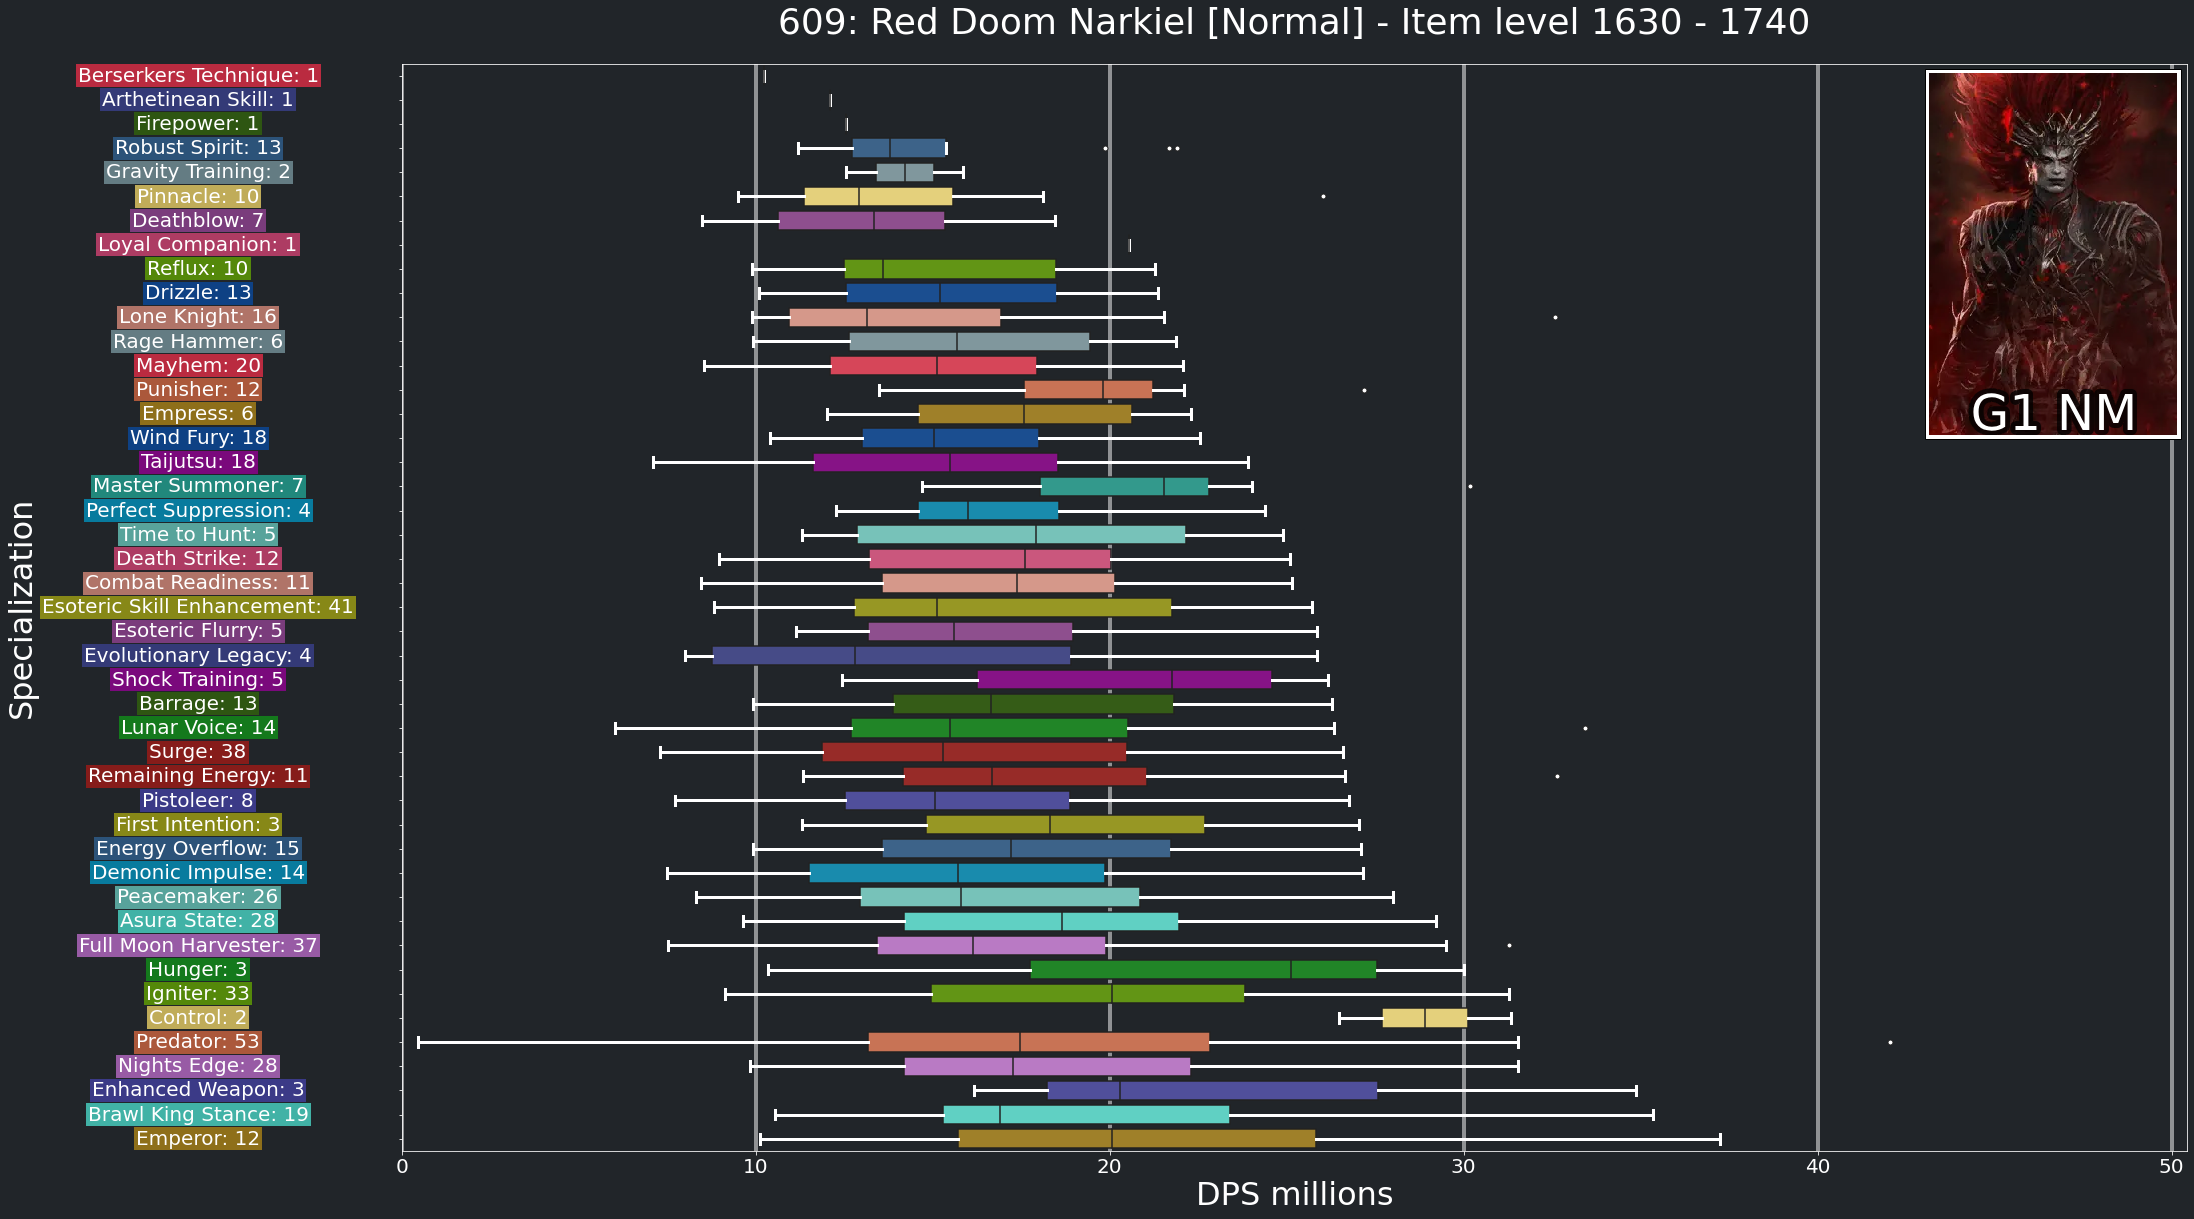 609: Red Doom Narkiel [Normal] - Item level 1630 - 1740
Specialization
Berserkers Technique: 1
Arthetinean Skill: 1
Firepower: 1
Robust Spirit: 13
Gravity Training: 2
Pinnacle: 10
Deathblow: 7
Loyal Companion: 1
Reflux: 10
Drizzle: 13
Lone Knight: 16
Rage Hammer: 6
Mayhem: 20
Punisher: 12
Empress: 6
Wind Fury: 18
Taijutsu: 18
Master Summoner: 7
Perfect Suppression: 4
Time to Hunt: 5
Death Strike: 12
Combat Readiness: 11
Esoteric Skill Enhancement: 41
Esoteric Flurry: 5
Evolutionary Legacy: 4
Shock Training: 5
Barrage: 13
Lunar Voice: 14
Surge: 38
Remaining Energy: 11
Pistoleer: 8
First Intention: 3
Energy Overflow: 15
Demonic Impulse: 14
Peacemaker: 26
Asura State: 28
Full Moon Harvester: 37
Hunger: 3
Igniter: 33
Control: 2
Predator: 53
Nights Edge: 28
Enhanced Weapon: 3
Brawl King Stance: 19
Emperor: 12
G1 NM
0 10 20 30 40 50
DPS millions